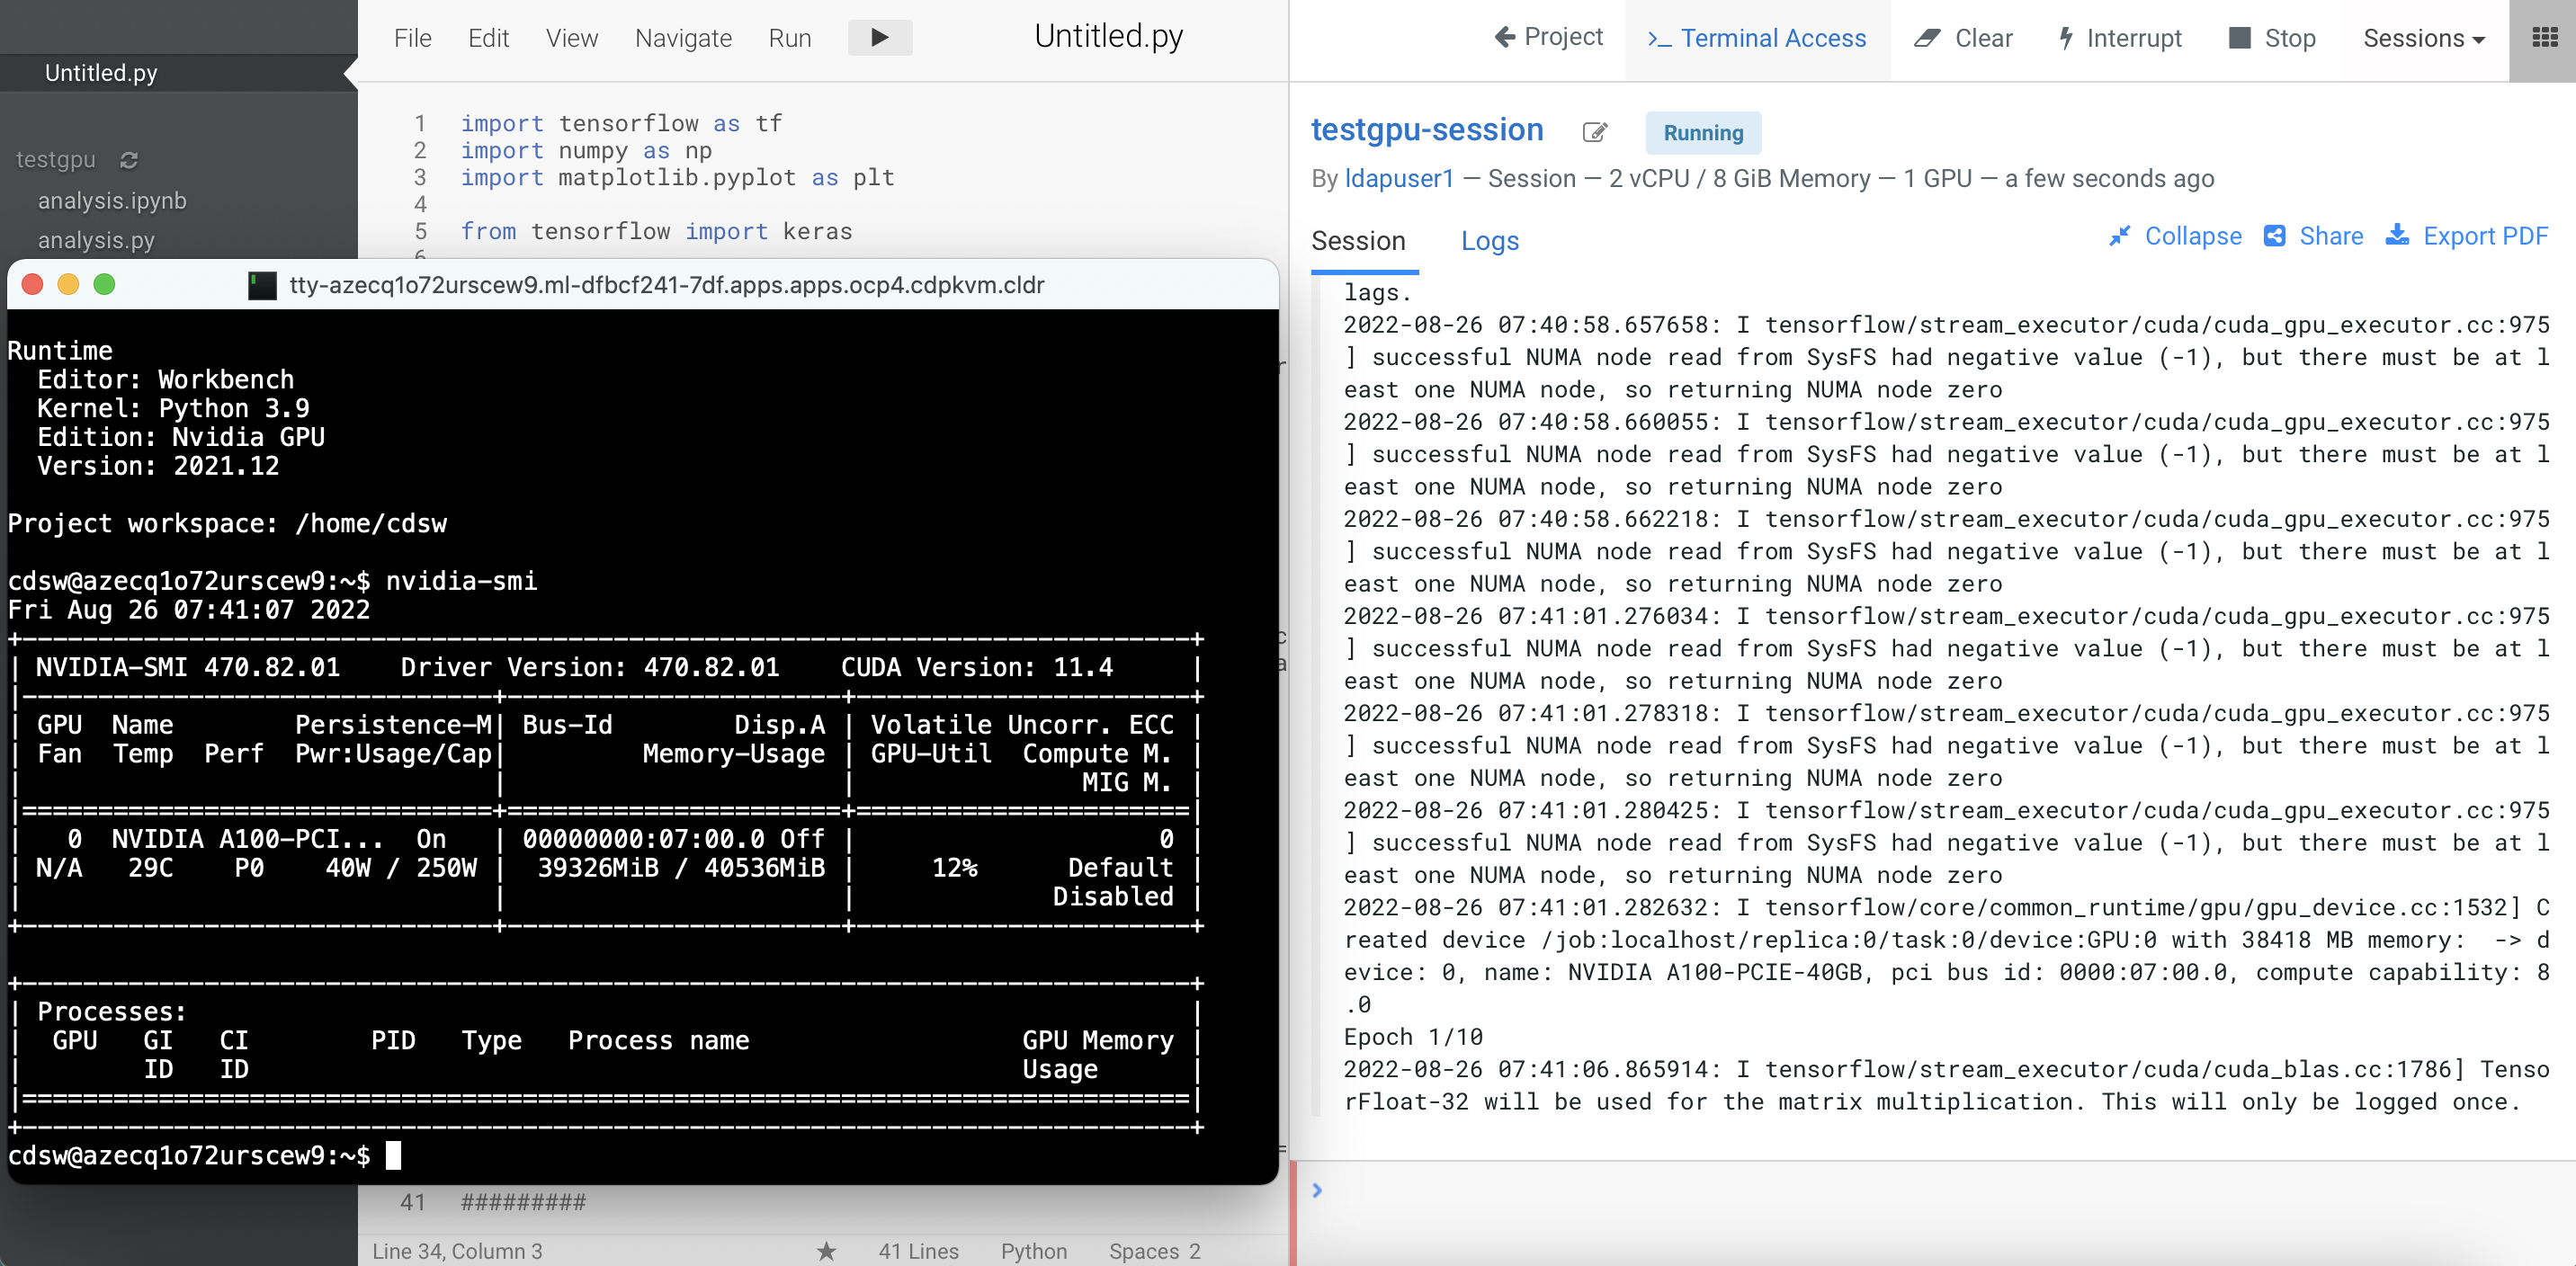 Untitled.py
testgpu
analysis.ipynb
analysis.py
File Edit View Navigate Run
Untitled.py
1 import tensorflow as tf
2 import numpy as np
3 import matplotlib.pyplot as plt
4
5 from tensorflow import keras
tty-azecq1o72urscew9.ml-dfbcf241-7df.apps.apps.ocp4.cdpkvm.cldr
Runtime
  Editor: Workbench
  Kernel: Python 3.9
  Edition: Nvidia GPU
  Version: 2021.12
Project workspace: /home/cdsw
cdsw@azecq1o72urscew9:~$ nvidia-smi
Fri Aug 26 07:41:07 2022
+-----------------------------------------------------------------------------+
| NVIDIA-SMI 470.82.01    Driver Version: 470.82.01    CUDA Version: 11.4     |
|-------------------------------+----------------------+----------------------+
| GPU  Name        Persistence-M| Bus-Id        Disp.A | Volatile Uncorr. ECC |
| Fan  Temp  Perf  Pwr:Usage/Cap|         Memory-Usage | GPU-Util  Compute M. |
|                               |                      |               MIG M. |
|===============================+======================+======================|
|   0  NVIDIA A100-PCI...  On   | 00000000:07:00.0 Off |                    0 |
| N/A   29C    P0    40W / 250W |  39326MiB / 40536MiB |     12%      Default |
|                               |                      |             Disabled |
+-------------------------------+----------------------+----------------------+
+-----------------------------------------------------------------------------+
| Processes:                                                                  |
|  GPU   GI   CI        PID   Type   Process name                  GPU Memory |
|        ID   ID                                                   Usage      |
|=============================================================================|
+-----------------------------------------------------------------------------+
cdsw@azecq1o72urscew9:~$
41 #########
Line 34, Column 3 ★ 41 Lines Python Spaces 2
Project >_ Terminal Access Clear Interrupt Stop Sessions
testgpu-session Running
By ldapuser1 — Session — 2 vCPU / 8 GiB Memory — 1 GPU — a few seconds ago
Session Logs Collapse Share Export PDF
lags.
2022-08-26 07:40:58.657658: I tensorflow/stream_executor/cuda/cuda_gpu_executor.cc:975
] successful NUMA node read from SysFS had negative value (-1), but there must be at l
east one NUMA node, so returning NUMA node zero
2022-08-26 07:40:58.660055: I tensorflow/stream_executor/cuda/cuda_gpu_executor.cc:975
] successful NUMA node read from SysFS had negative value (-1), but there must be at l
east one NUMA node, so returning NUMA node zero
2022-08-26 07:40:58.662218: I tensorflow/stream_executor/cuda/cuda_gpu_executor.cc:975
] successful NUMA node read from SysFS had negative value (-1), but there must be at l
east one NUMA node, so returning NUMA node zero
2022-08-26 07:41:01.276034: I tensorflow/stream_executor/cuda/cuda_gpu_executor.cc:975
] successful NUMA node read from SysFS had negative value (-1), but there must be at l
east one NUMA node, so returning NUMA node zero
2022-08-26 07:41:01.278318: I tensorflow/stream_executor/cuda/cuda_gpu_executor.cc:975
] successful NUMA node read from SysFS had negative value (-1), but there must be at l
east one NUMA node, so returning NUMA node zero
2022-08-26 07:41:01.280425: I tensorflow/stream_executor/cuda/cuda_gpu_executor.cc:975
] successful NUMA node read from SysFS had negative value (-1), but there must be at l
east one NUMA node, so returning NUMA node zero
2022-08-26 07:41:01.282632: I tensorflow/core/common_runtime/gpu/gpu_device.cc:1532] C
reated device /job:localhost/replica:0/task:0/device:GPU:0 with 38418 MB memory:  -> d
evice: 0, name: NVIDIA A100-PCIE-40GB, pci bus id: 0000:07:00.0, compute capability: 8
.0
Epoch 1/10
2022-08-26 07:41:06.865914: I tensorflow/stream_executor/cuda/cuda_blas.cc:1786] Tenso
rFloat-32 will be used for the matrix multiplication. This will only be logged once.